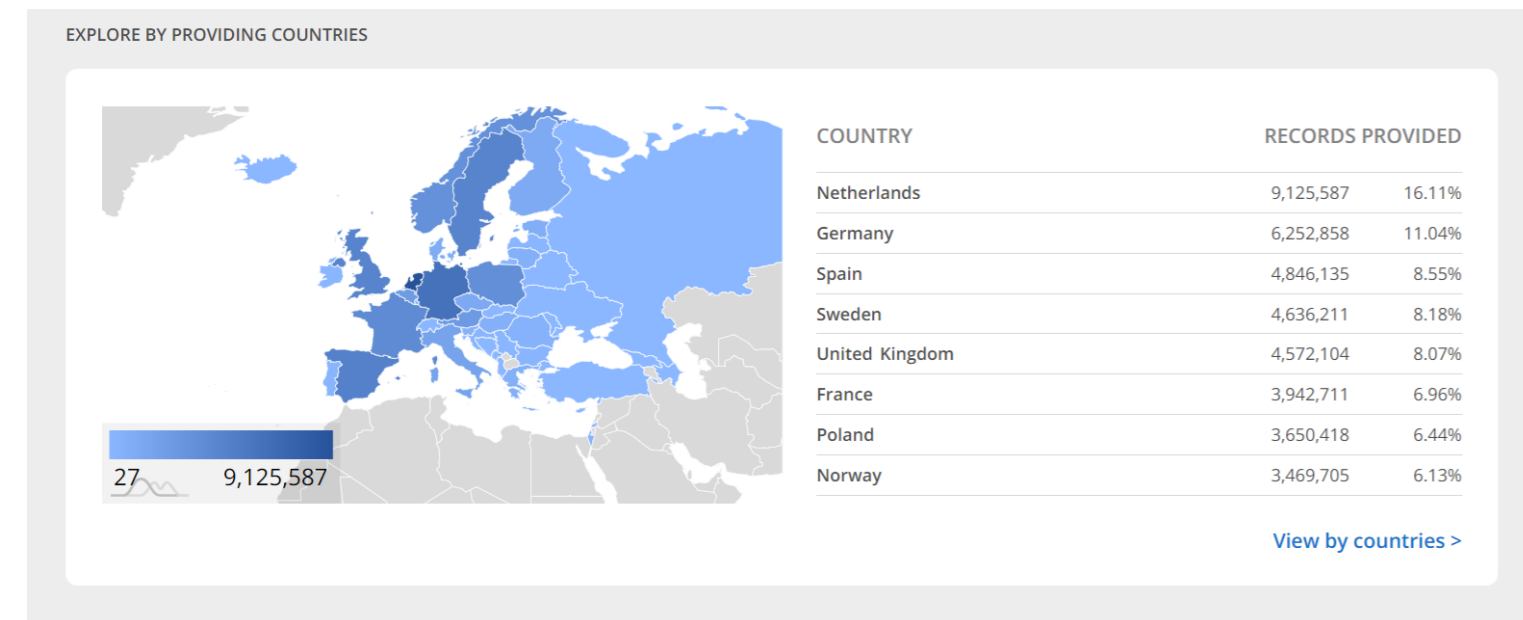 EXPLORE BY PROVIDING COUNTRIES
COUNTRY RECORDS PROVIDED
Netherlands 9,125,587 16.11%
Germany 6,252,858 11.04%
Spain 4,846,135 8.55%
Sweden 4,636,211 8.18%
United Kingdom 4,572,104 8.07%
France 3,942,711 6.96%
Poland 3,650,418 6.44%
Norway 3,469,705 6.13%
27 9,125,587
View by countries >